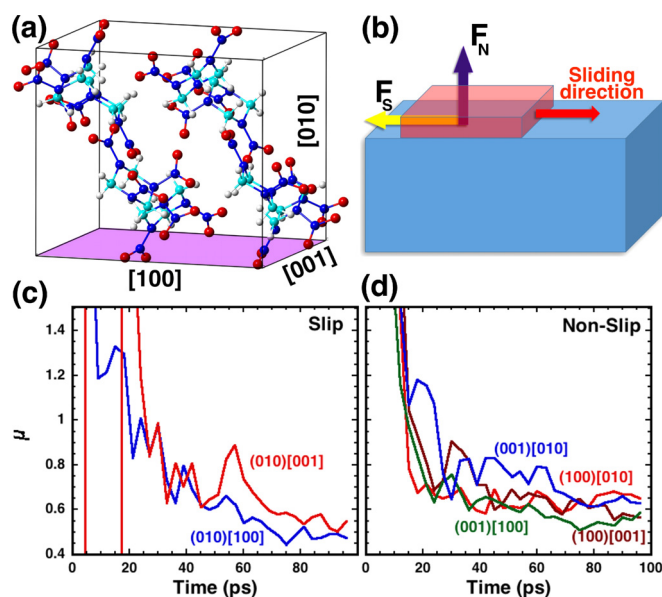 (a)
[010]
[100]
[001]
(b)
F_N
F_S
Sliding
direction
(c)
Slip
μ
1.4
1.2
1
0.8
0.6
0.4
(010)[001]
(010)[100]
0 20 40 60 80
Time (ps)
(d)
Non-Slip
(001)[010]
(100)[010]
(001)[100]
(100)[001]
0 20 40 60 80 100
Time (ps)